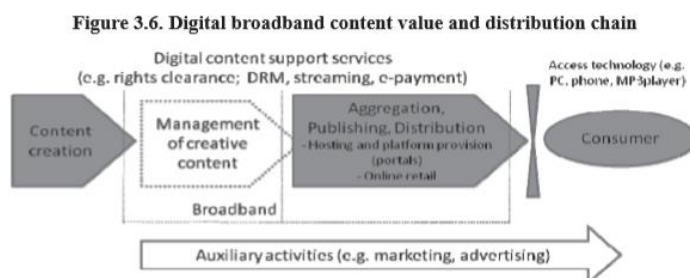 Figure 3.6. Digital broadband content value and distribution chain
Digital content support services
(e.g. rights clearance; DRM, streaming, e-payment)
Access technology (e.g.
PC, phone, MP3player)
Content
creation
Management
of creative
content
Aggregation,
Publishing, Distribution
-Hosting and platform provision
(portals)
- Online retail
Consumer
Broadband
Auxiliary activities (e.g. marketing, advertising)